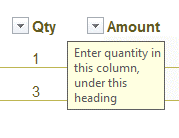 Qty Amount
1
Enter quantity in
this column,
under this
heading
3